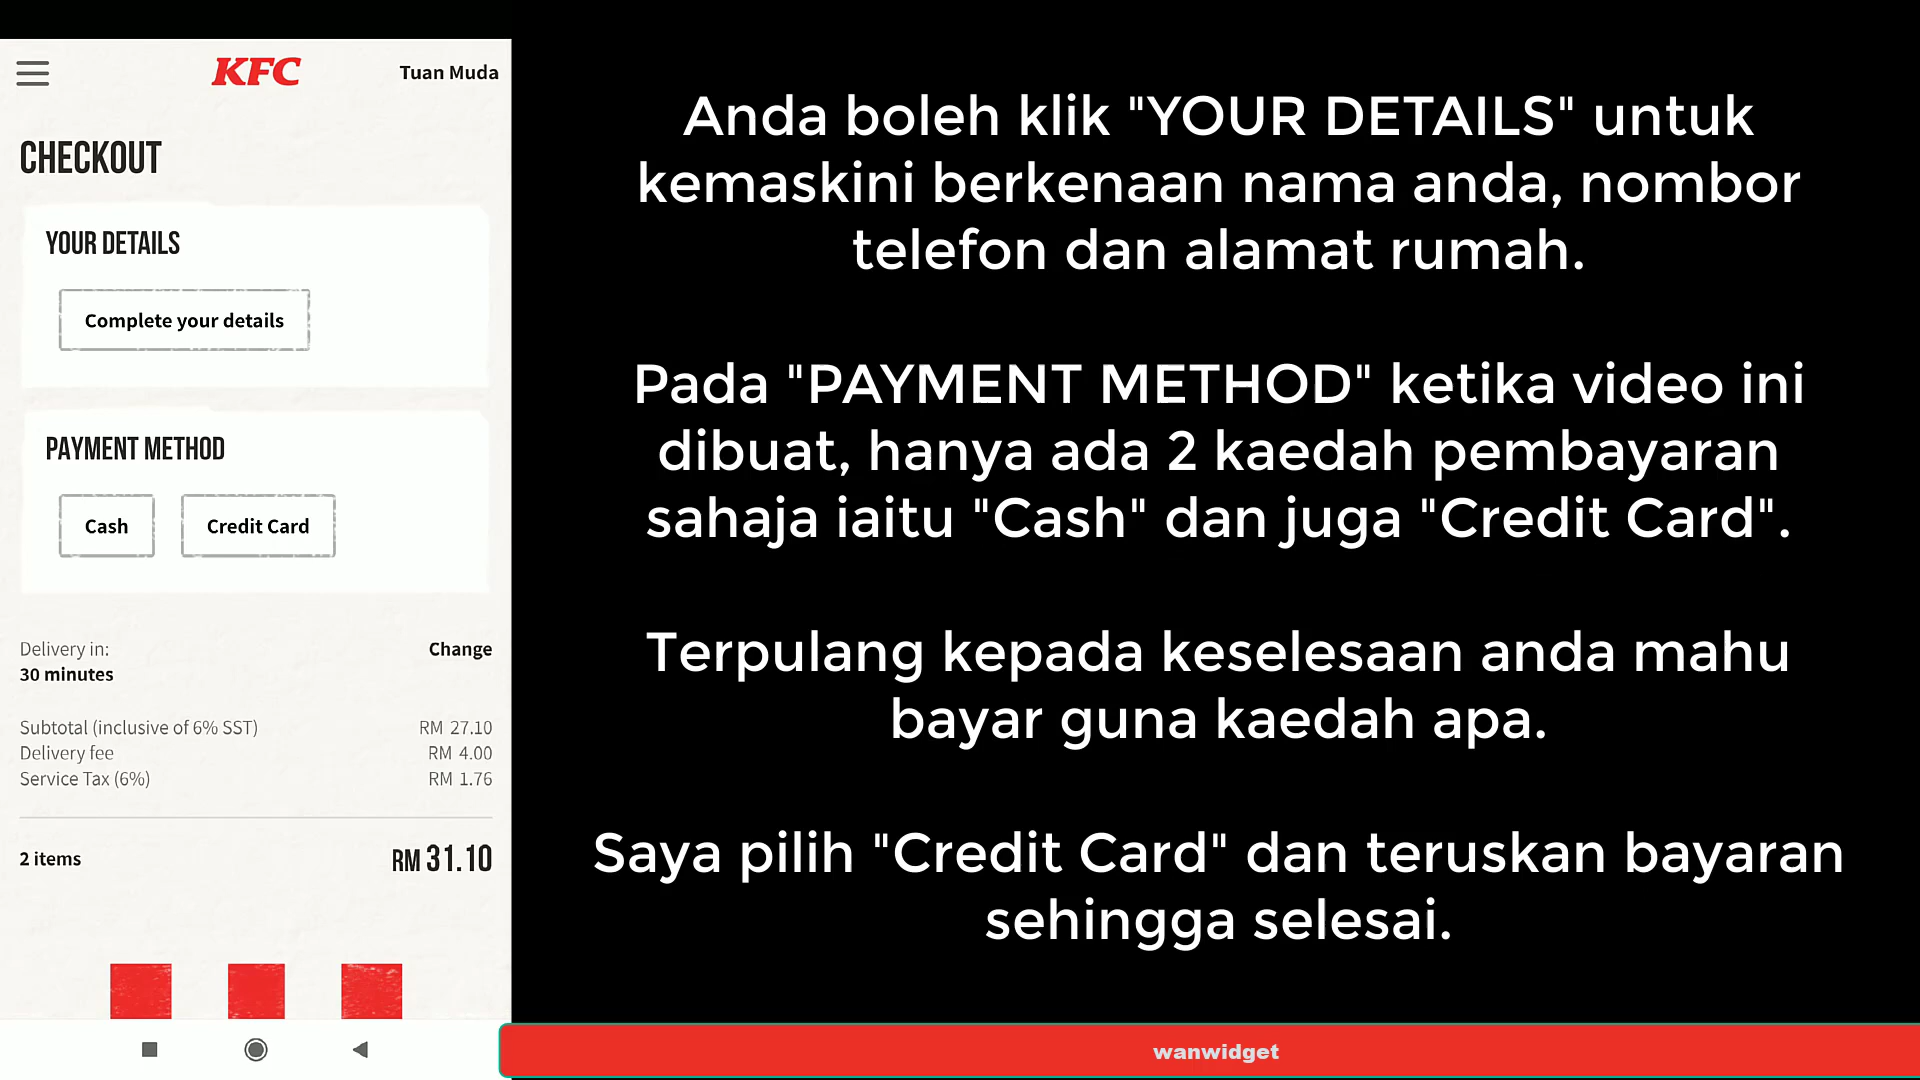 KFC
Tuan Muda
CHECKOUT
YOUR DETAILS
Complete your details
PAYMENT METHOD
Cash
Credit Card
Delivery in:
Change
30 minutes
Subtotal (inclusive of 6% SST)
RM 27.10
Delivery fee
RM 4.00
Service Tax (6%)
RM 1.76
2 items
RM 31.10
Anda boleh klik "YOUR DETAILS" untuk
kemaskini berkenaan nama anda, nombor
telefon dan alamat rumah.
Pada "PAYMENT METHOD" ketika video ini
dibuat, hanya ada 2 kaedah pembayaran
sahaja iaitu "Cash" dan juga "Credit Card".
Terpulang kepada keselesaan anda mahu
bayar guna kaedah apa.
Saya pilih "Credit Card" dan teruskan bayaran
sehingga selesai.
wanwidget